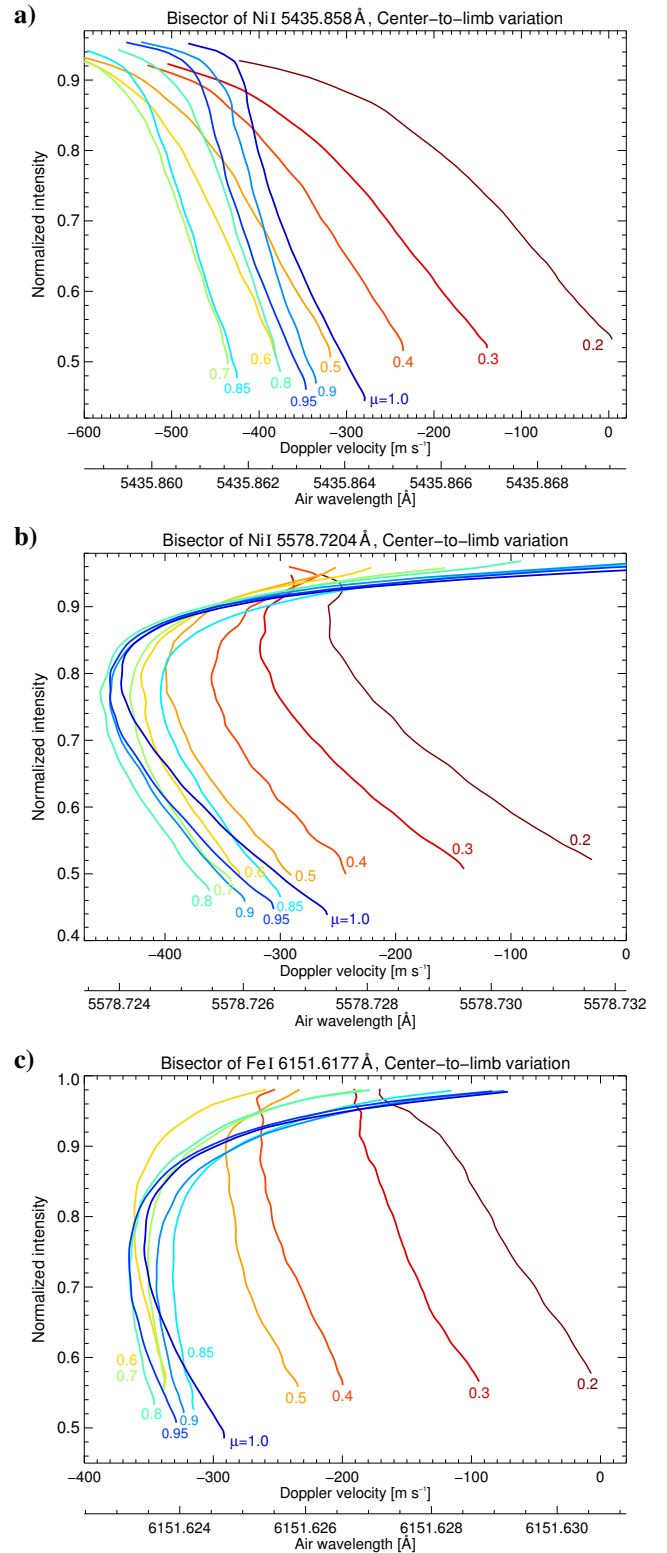 a)
Bisector of Ni I 5435.858 Å, Center-to-limb variation
0.9
0.8
0.7
0.6
0.5
Normalized intensity
0.2
0.3
0.4
0.5
0.6
0.7
0.8
0.85
0.9
0.95
μ=1.0
−600 −500 −400 −300 −200 −100 0
Doppler velocity [m s⁻¹]
5435.860 5435.862 5435.864 5435.866 5435.868
Air wavelength [Å]
b)
Bisector of Ni I 5578.7204 Å, Center-to-limb variation
0.9
0.8
0.7
0.6
0.5
0.4
Normalized intensity
0.2
0.3
0.4
0.5
0.6
0.7
0.8
0.85
0.9
0.95
μ=1.0
−400 −300 −200 −100 0
Doppler velocity [m s⁻¹]
5578.724 5578.726 5578.728 5578.730 5578.732
Air wavelength [Å]
c)
Bisector of Fe I 6151.6177 Å, Center-to-limb variation
1.0
0.9
0.8
0.7
0.6
0.5
Normalized intensity
0.6
0.7
0.85
0.2
0.3
0.4
0.5
0.8
0.9
0.95
μ=1.0
−400 −300 −200 −100 0
Doppler velocity [m s⁻¹]
6151.624 6151.626 6151.628 6151.630
Air wavelength [Å]